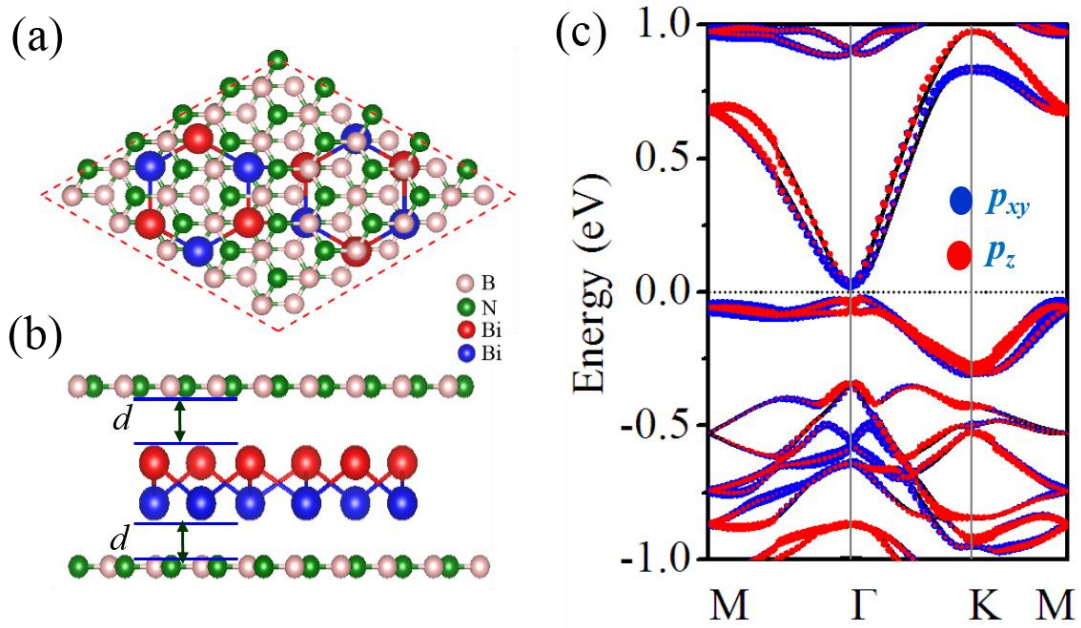 (a)
B
N
Bi
Bi
(b)
d
d
(c)
Energy (eV)
1.0
0.5
0.0
-0.5
-1.0
p_xy
p_z
M Γ K M